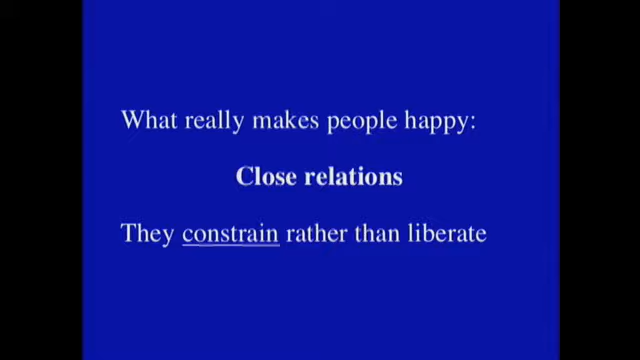 What really makes people happy:
Close relations
They constrain rather than liberate